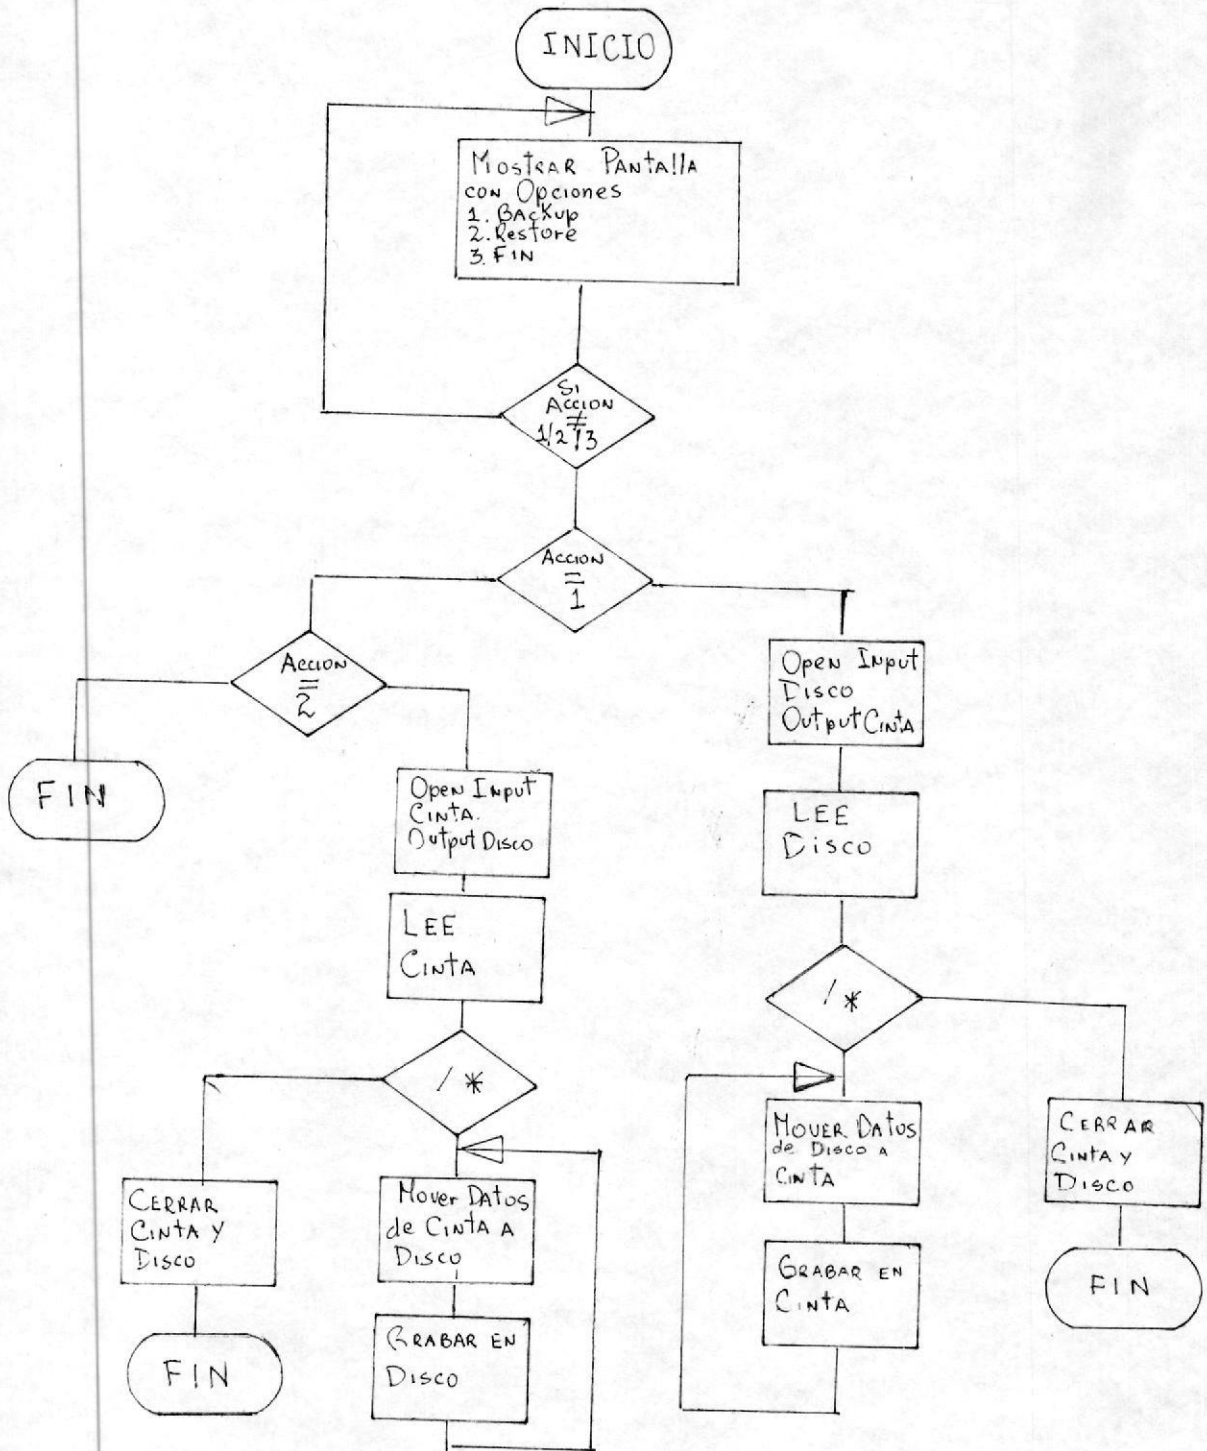 INICIO
MOSTRAR PANTALLA
CON Opciones
1. BACKUP
2. Restore
3. FIN
SI
ACCION
≠
1/2/3
ACCION
=
1
ACCION
=
2
Open Input
Disco
Output CINTA
FIN
Open Input
CINTA.
Output Disco
LEE
Disco
LEE
CINTA
/ *
/ *
MOVER DATOS
de Disco A
CINTA
CERRAR
CINTA Y
DISCO
CERRAR
CINTA Y
Disco
Mover DATOS
de CINTA A
Disco
GRABAR EN
CINTA
FIN
GRABAR EN
Disco
FIN